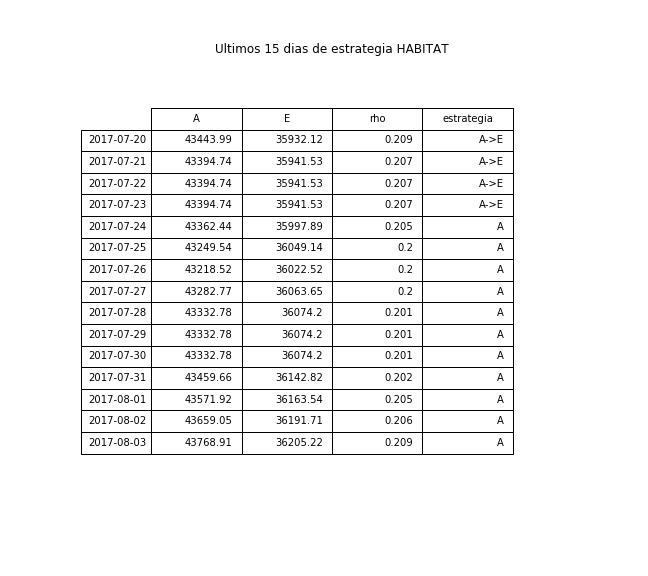 Ultimos 15 dias de estrategia HABITAT
A E rho estrategia
2017-07-20 43443.99 35932.12 0.209 A->E
2017-07-21 43394.74 35941.53 0.207 A->E
2017-07-22 43394.74 35941.53 0.207 A->E
2017-07-23 43394.74 35941.53 0.207 A->E
2017-07-24 43362.44 35997.89 0.205 A
2017-07-25 43249.54 36049.14 0.2 A
2017-07-26 43218.52 36022.52 0.2 A
2017-07-27 43282.77 36063.65 0.2 A
2017-07-28 43332.78 36074.2 0.201 A
2017-07-29 43332.78 36074.2 0.201 A
2017-07-30 43332.78 36074.2 0.201 A
2017-07-31 43459.66 36142.82 0.202 A
2017-08-01 43571.92 36163.54 0.205 A
2017-08-02 43659.05 36191.71 0.206 A
2017-08-03 43768.91 36205.22 0.209 A